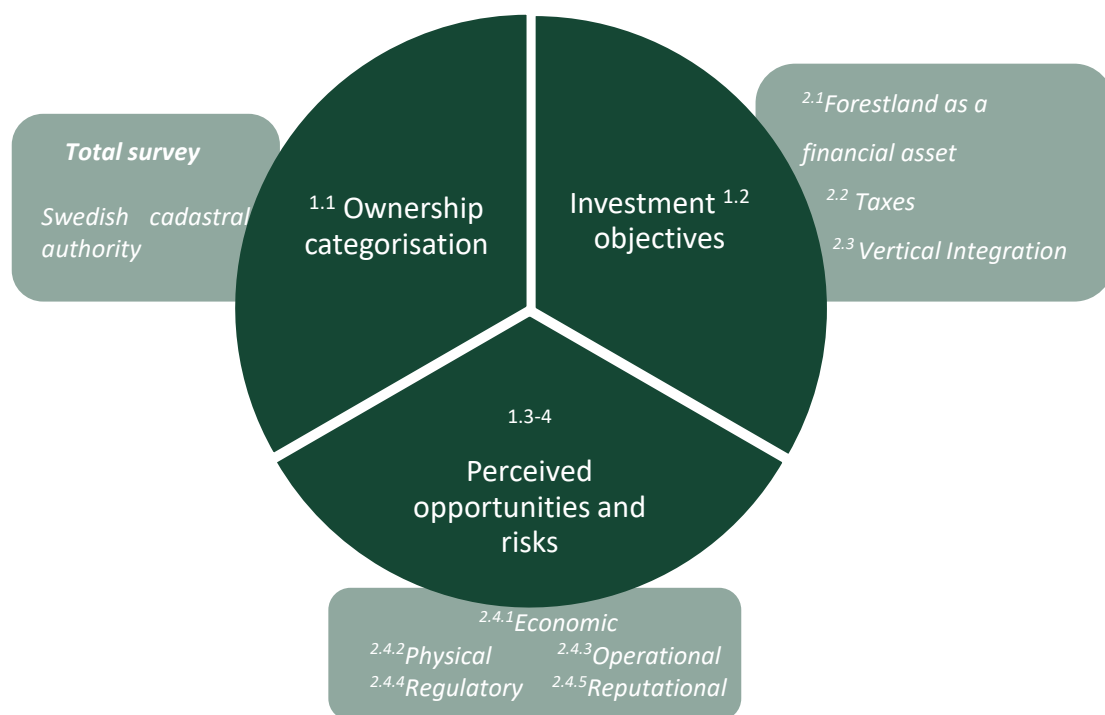 Total survey
Swedish cadastral
authority
1.1 Ownership
categorisation
Investment 1.2
objectives
2.1Forestland as a
financial asset
2.2 Taxes
2.3 Vertical Integration
1.3-4
Perceived
opportunities and
risks
2.4.1Economic
2.4.2Physical 2.4.3Operational
2.4.4Regulatory 2.4.5Reputational